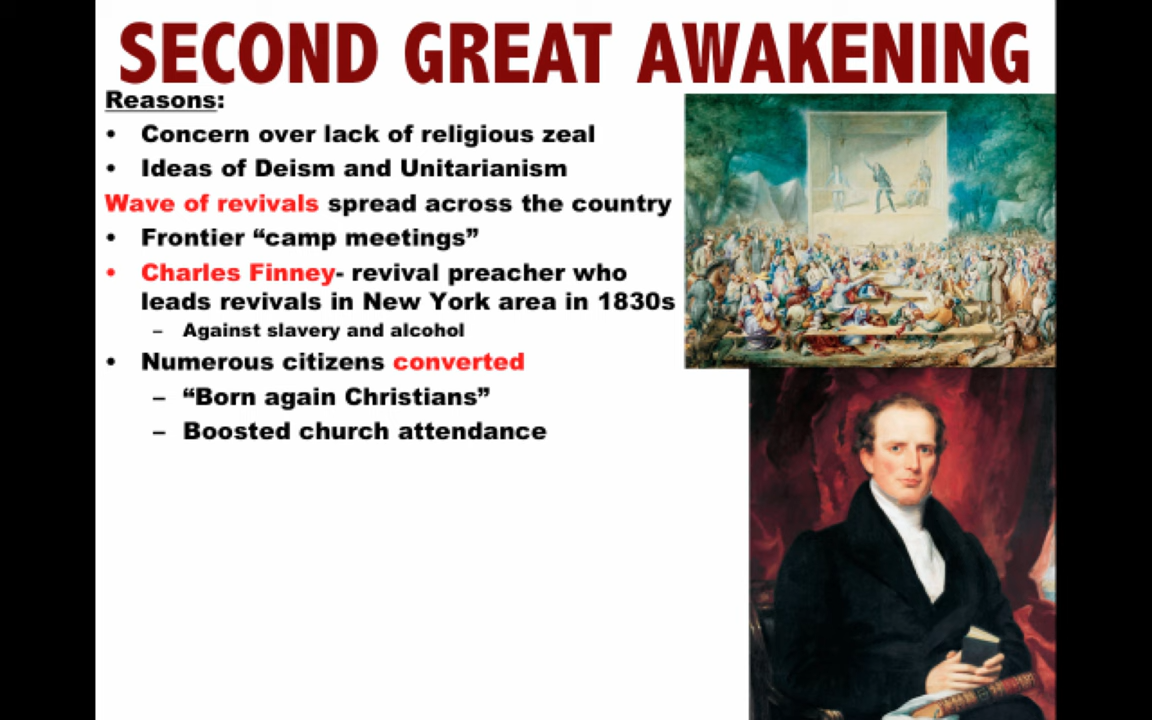 SECOND GREAT AWAKENING
Reasons:
• Concern over lack of religious zeal
• Ideas of Deism and Unitarianism
Wave of revivals spread across the country
• Frontier “camp meetings”
• Charles Finney- revival preacher who
leads revivals in New York area in 1830s
– Against slavery and alcohol
• Numerous citizens converted
– “Born again Christians”
– Boosted church attendance